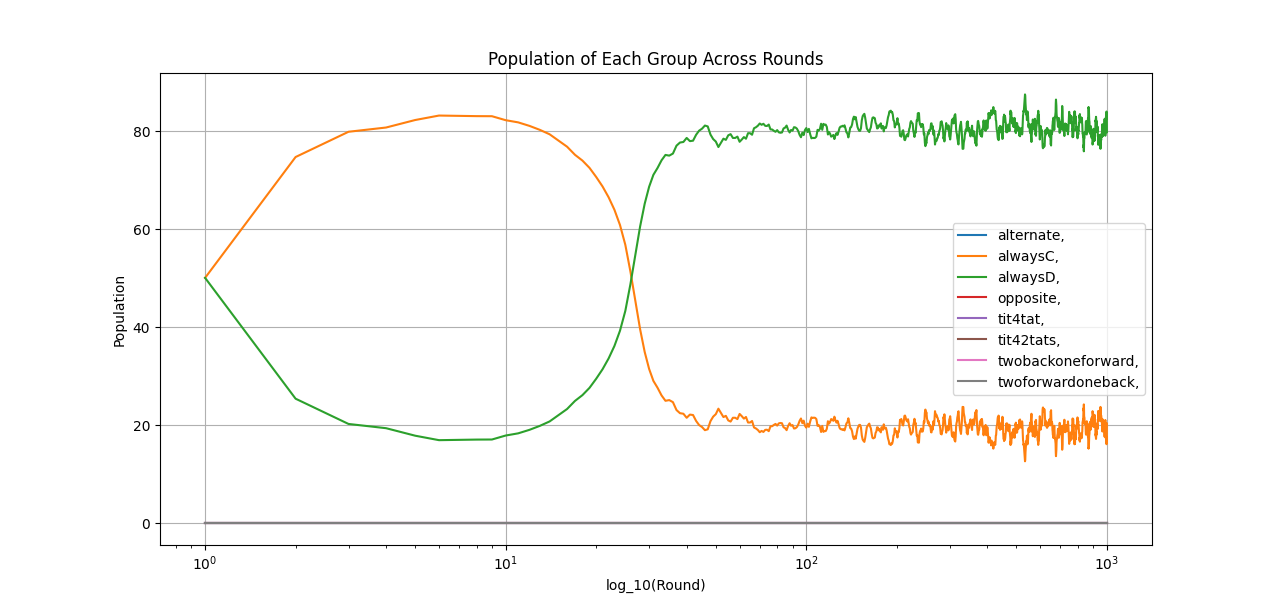 Population of Each Group Across Rounds
Population
80
60
40
20
0
alternate,
alwaysC,
alwaysD,
opposite,
tit4tat,
tit42tats,
twobackoneforward,
twoforwardoneback,
10^0 10^1 10^2 10^3
log_10(Round)